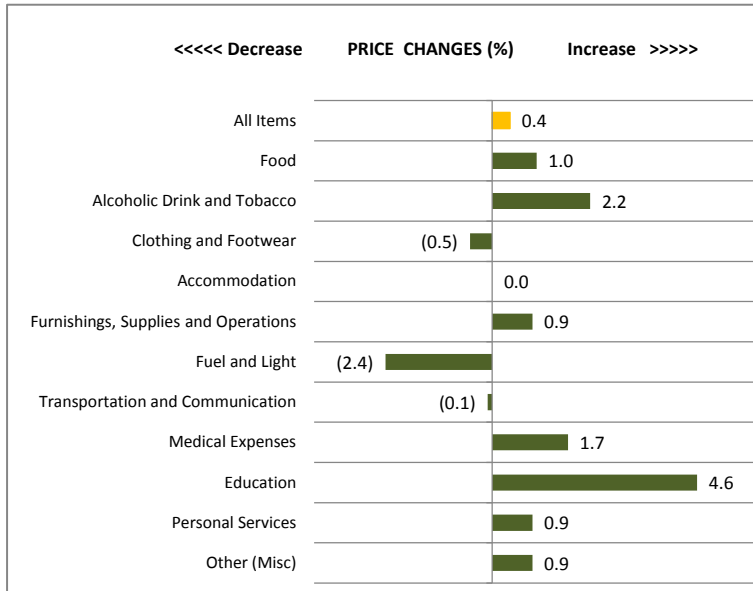 <<<<< Decrease PRICE CHANGES (%) Increase >>>>>
All Items 0.4
Food 1.0
Alcoholic Drink and Tobacco 2.2
Clothing and Footwear (0.5)
Accommodation 0.0
Furnishings, Supplies and Operations 0.9
Fuel and Light (2.4)
Transportation and Communication (0.1)
Medical Expenses 1.7
Education 4.6
Personal Services 0.9
Other (Misc) 0.9